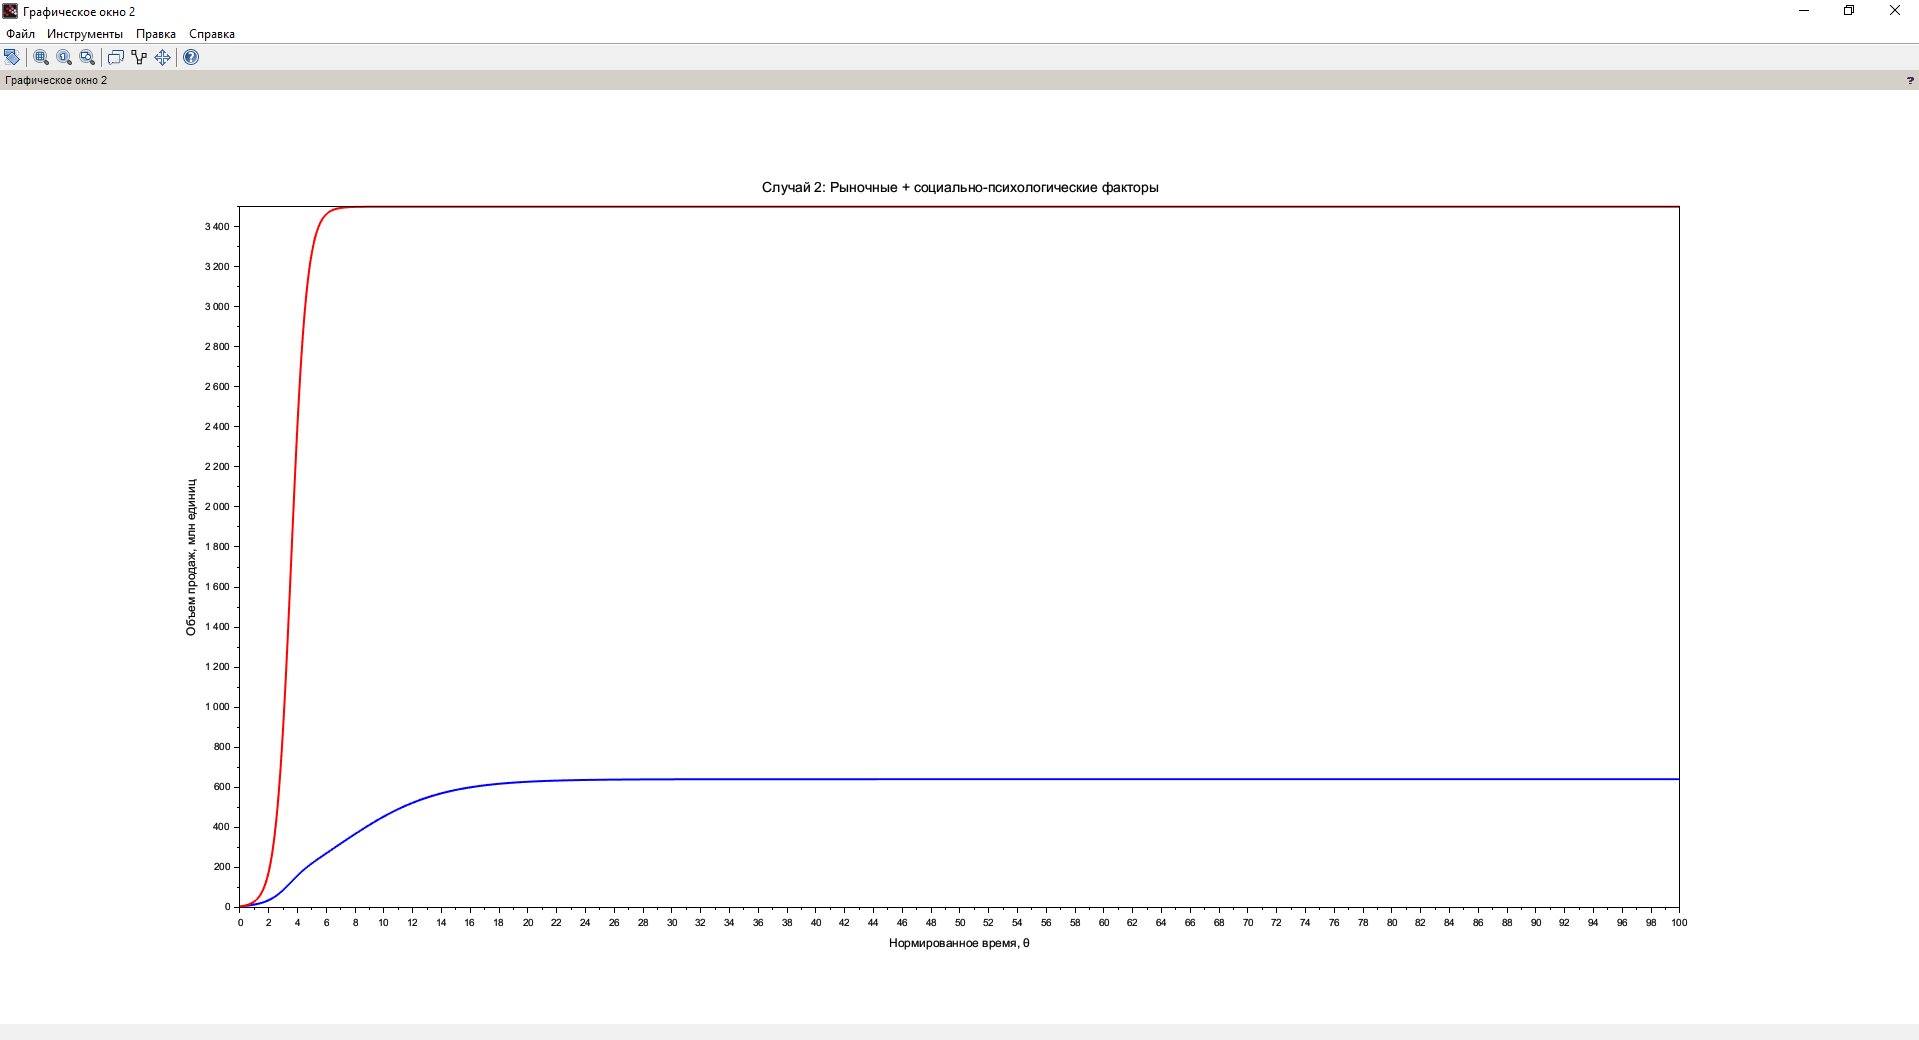 Графическое окно 2
Файл Инструменты Правка Справка
Графическое окно 2 ?
Случай 2: Рыночные + социально-психологические факторы
3 400
3 200
3 000
2 800
2 600
2 400
2 200
2 000
1 800
1 600
1 400
1 200
1 000
800
600
400
200
0
Объем продаж, млн единиц
0 2 4 6 8 10 12 14 16 18 20 22 24 26 28 30 32 34 36 38 40 42 44 46 48 50 52 54 56 58 60 62 64 66 68 70 72 74 76 78 80 82 84 86 88 90 92 94 96 98 100
Нормированное время, θ